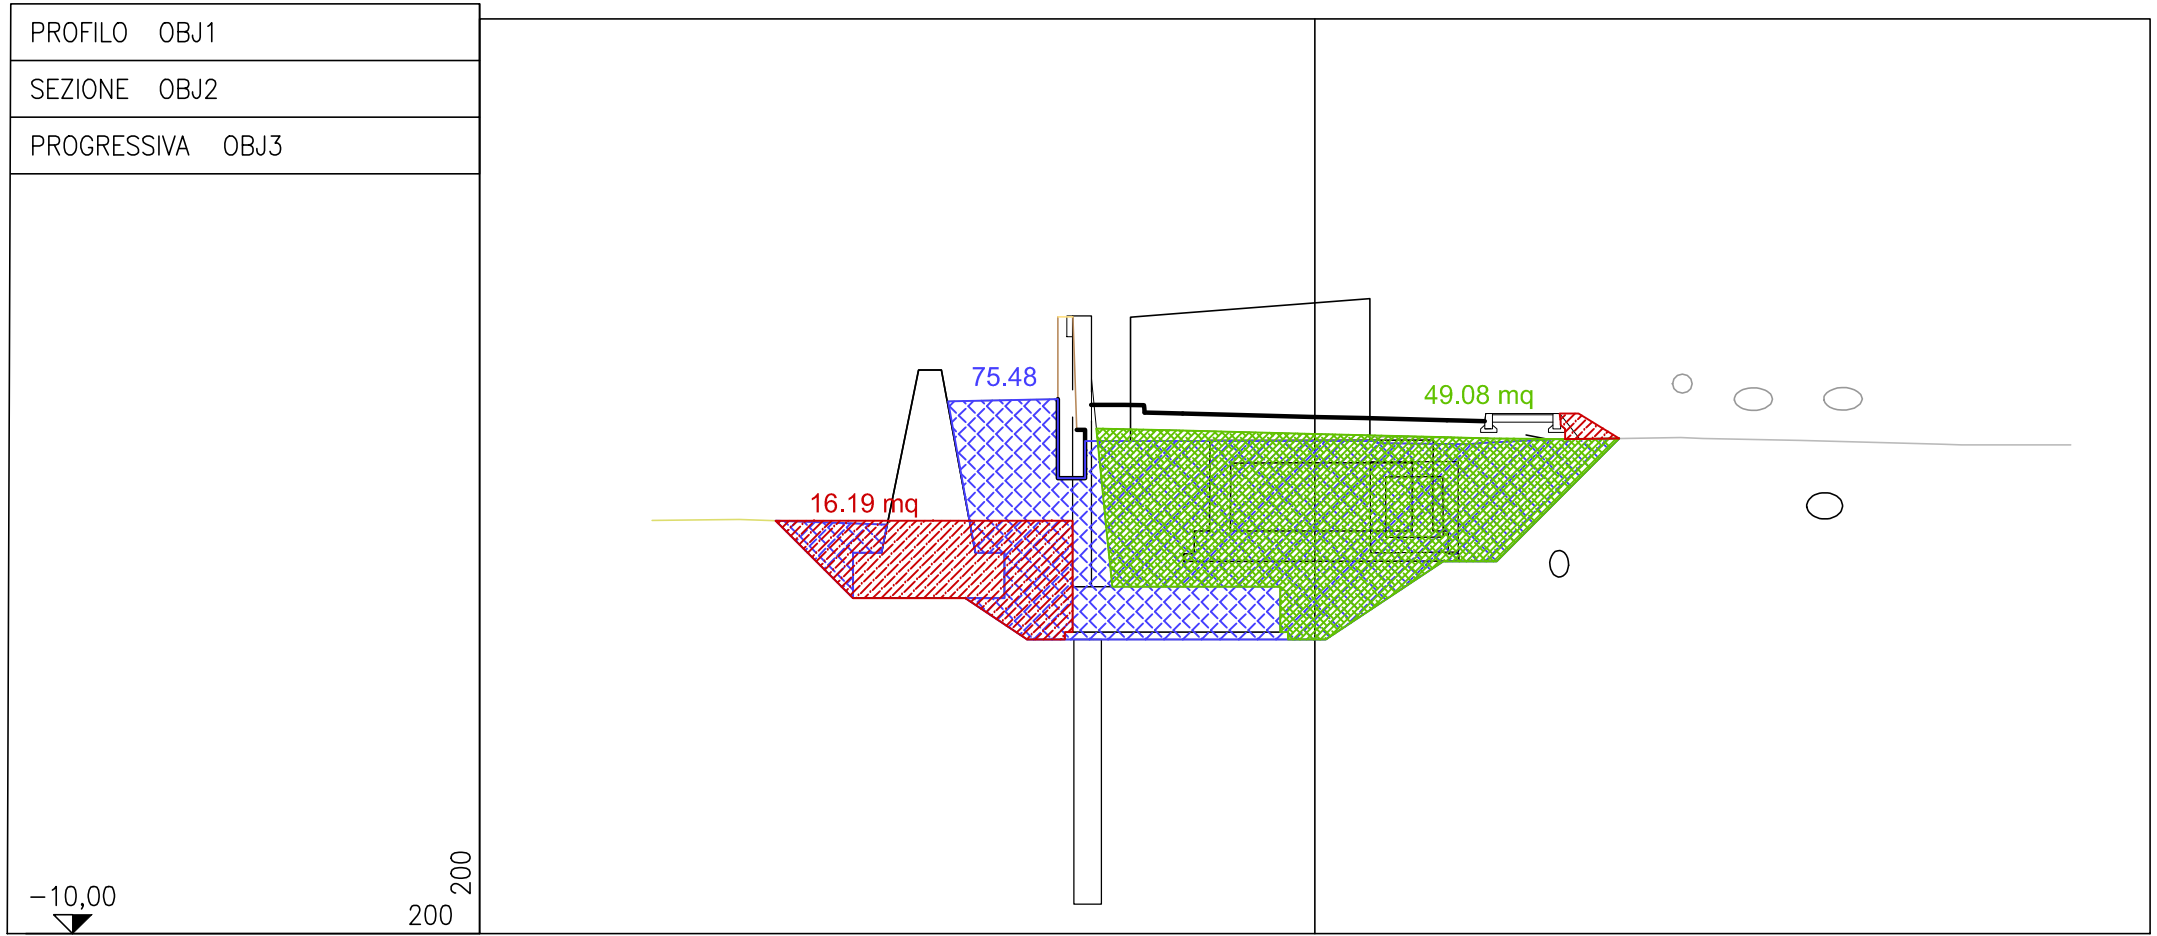 PROFILO OBJ1
SEZIONE OBJ2
PROGRESSIVA OBJ3
75.48
49.08 mq
16.19 mq
200
-10,00
200